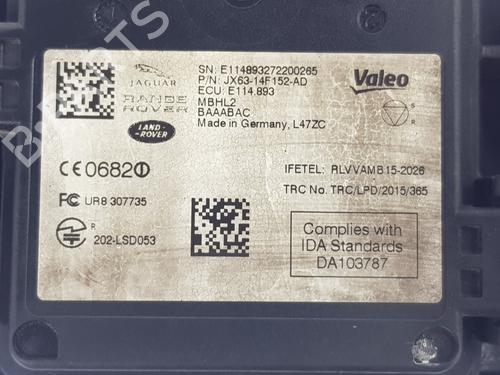 JAGUAR
RANGE
ROVER
LAND-
ROVER
SN: E114893272200265
P/N: JX63-14F152-AD
ECU: E114.893
MBHL2
BAAABAC
Made in Germany, L47ZC
Valeo
S
R
CE0682
IFETEL: RLVVAMB15-2026
TRC No. TRC/LPD/2015/365
FC UR8 307735
R
202-LSD053
Complies with
IDA Standards
DA103787